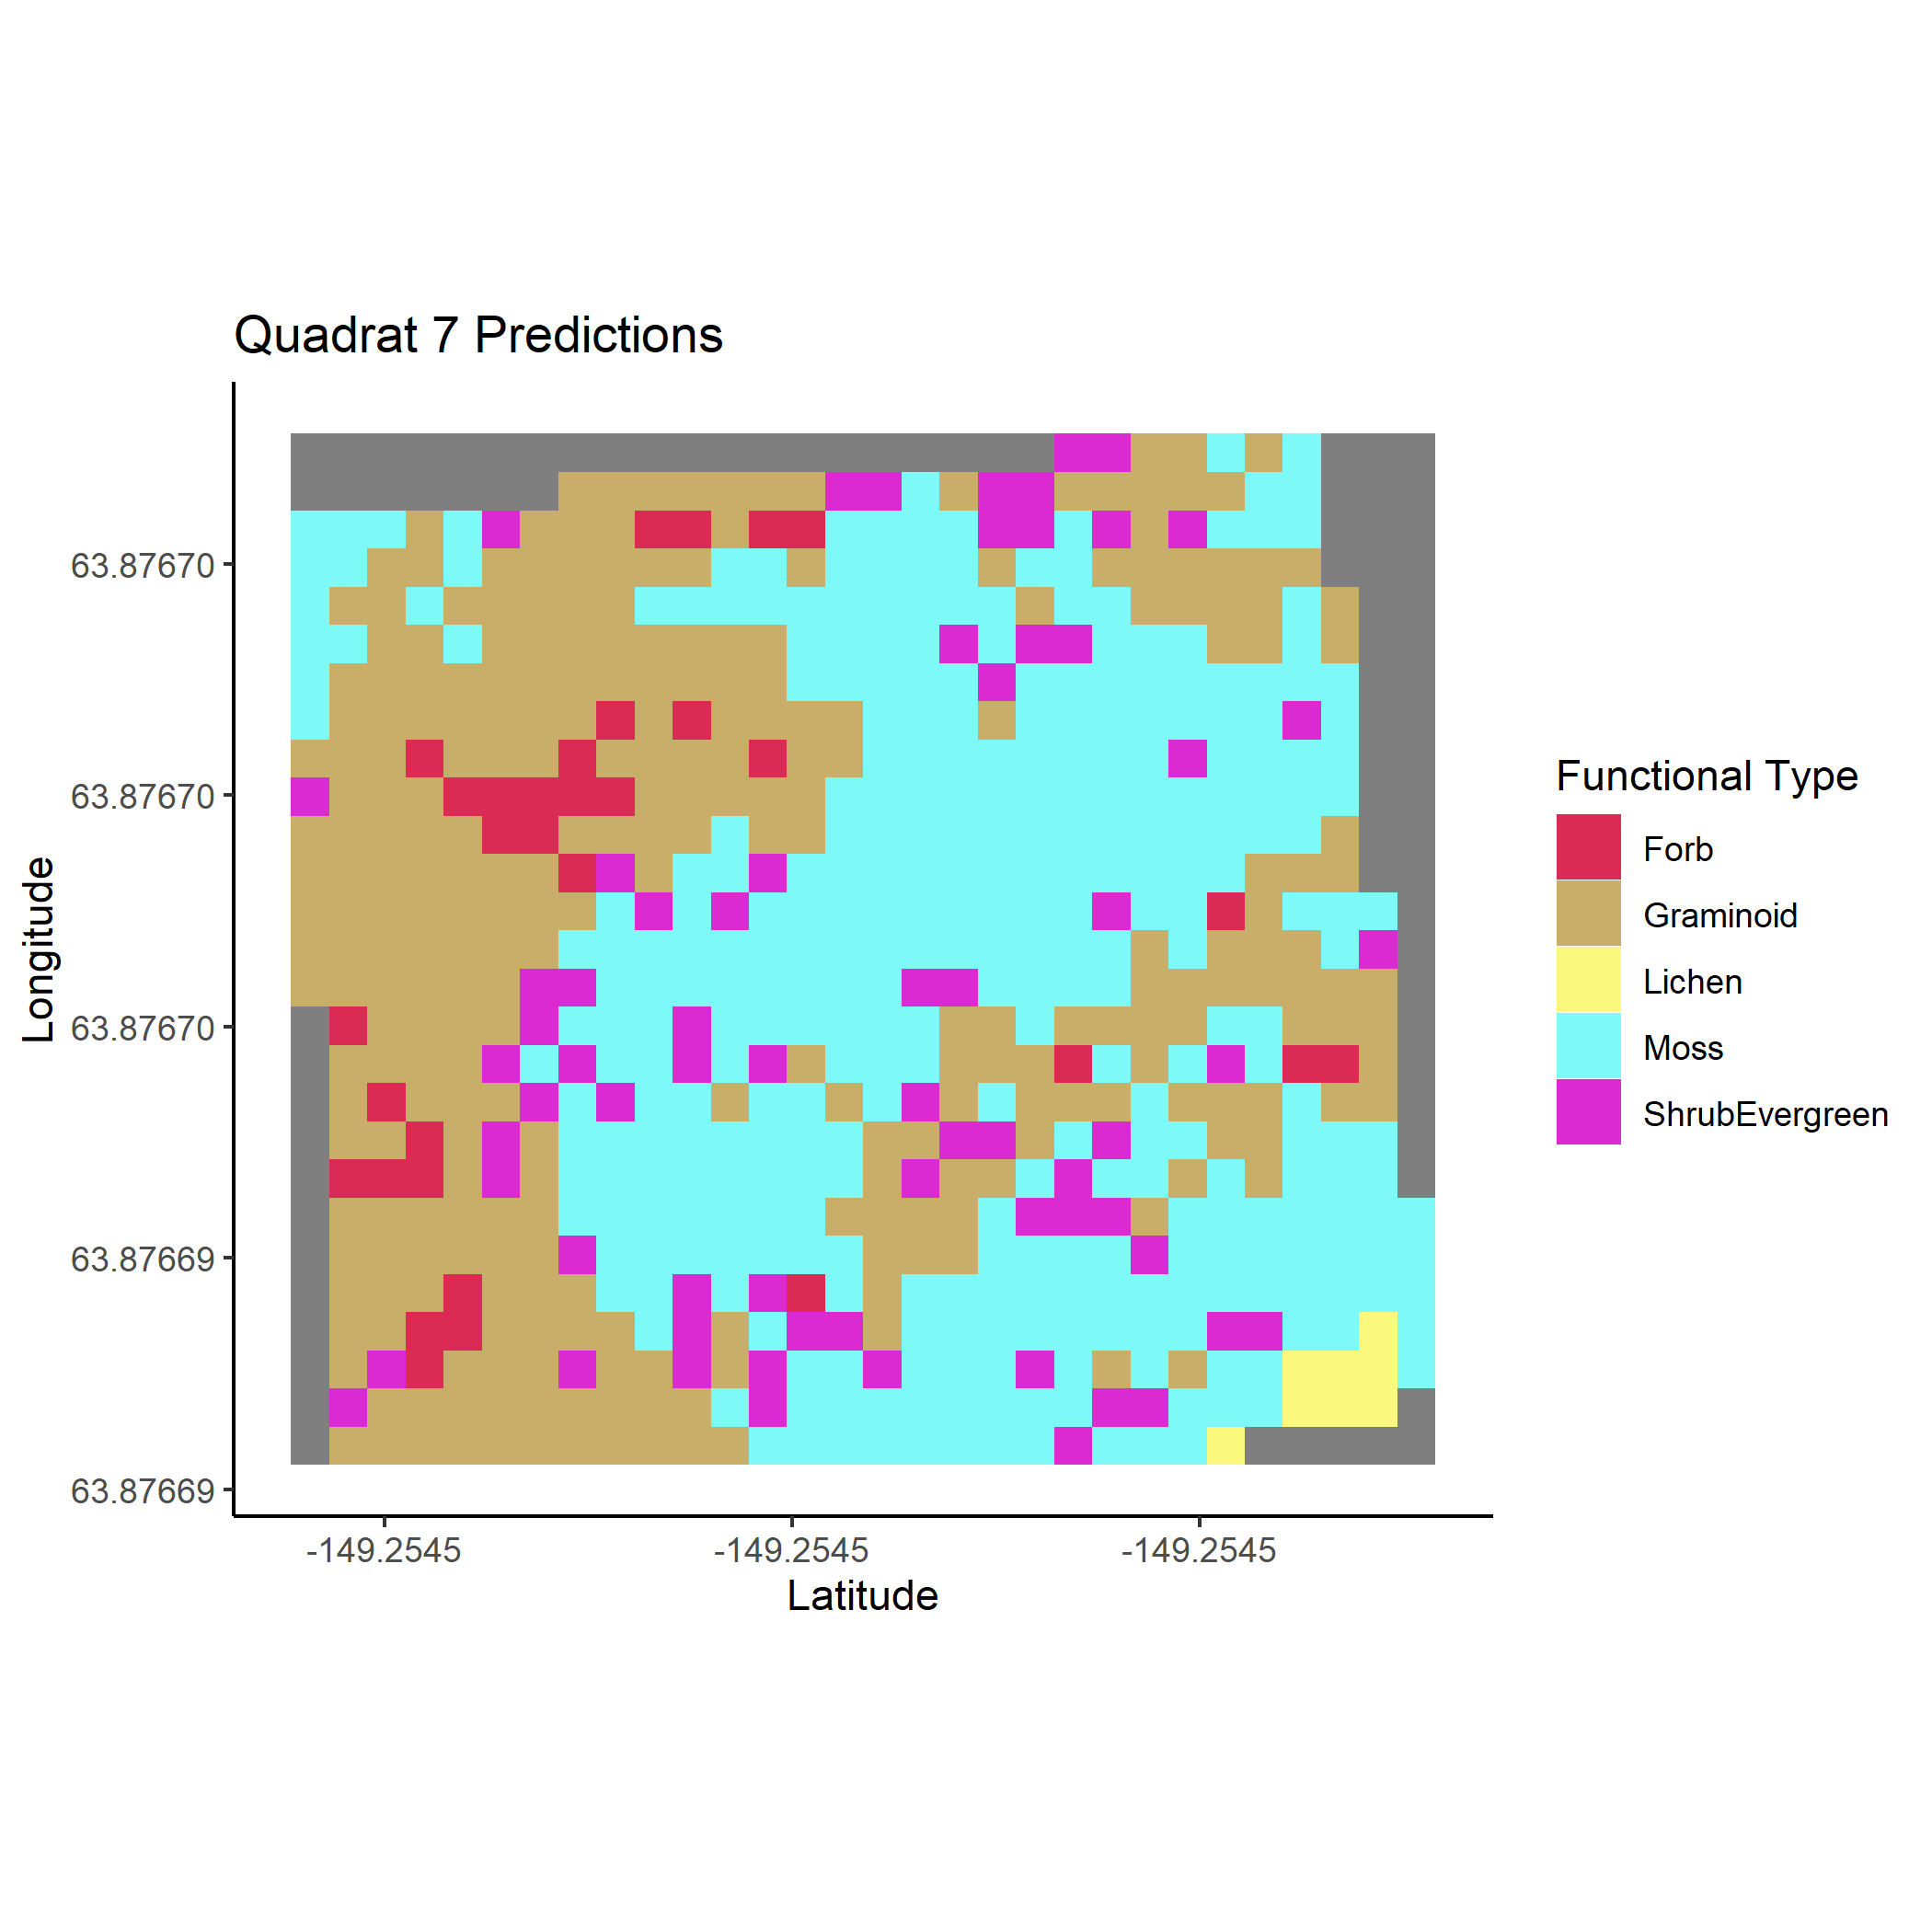 Quadrat 7 Predictions
63.87670
63.87670
63.87670
63.87669
63.87669
Longitude
-149.2545 -149.2545 -149.2545
Latitude
Functional Type
Forb
Graminoid
Lichen
Moss
ShrubEvergreen